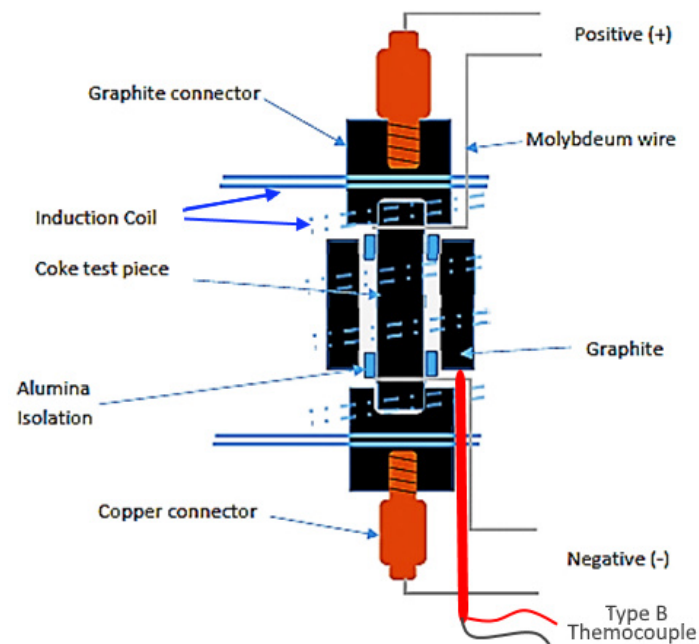 Positive (+)
Graphite connector
Molybdeum wire
Induction Coil
Coke test piece
Graphite
Alumina
Isolation
Copper connector
Negative (-)
Type B
Themocouple